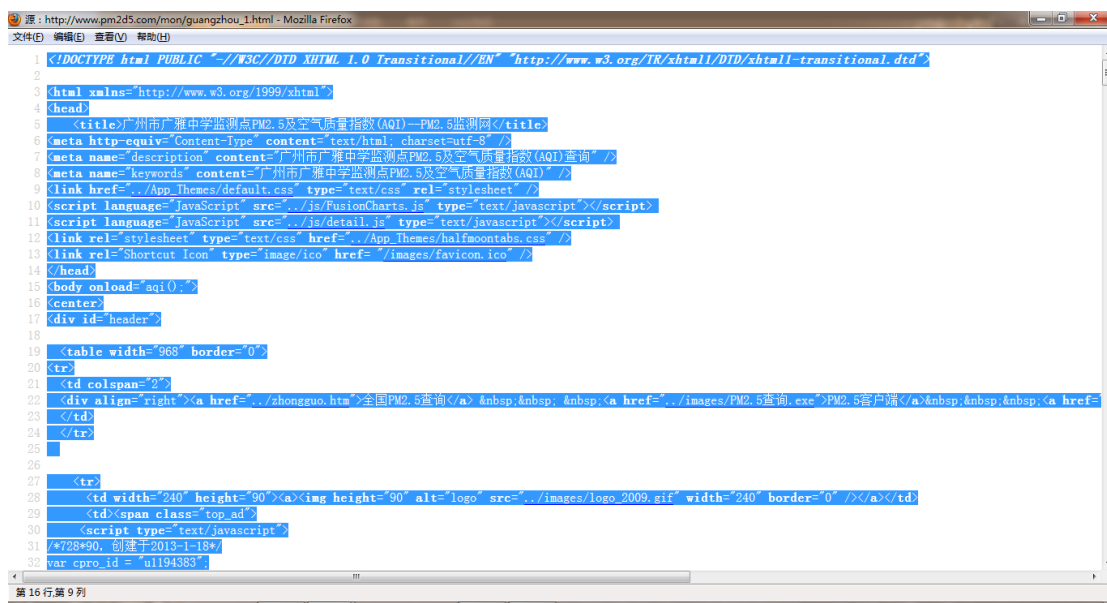 源 : http://www.pm2d5.com/mon/guangzhou_1.html - Mozilla Firefox
文件(F) 编辑(E) 查看(V) 帮助(H)
1 <!DOCTYPE html PUBLIC "-//W3C//DTD XHTML 1.0 Transitional//EN" "http://www.w3.org/TR/xhtml1/DTD/xhtml1-transitional.dtd">
2
3 <html xmlns="http://www.w3.org/1999/xhtml">
4 <head>
5 <title>广州市广雅中学监测点PM2.5及空气质量指数(AQI)--PM2.5监测网</title>
6 <meta http-equiv="Content-Type" content="text/html; charset=utf-8" />
7 <meta name="description" content="广州市广雅中学监测点PM2.5及空气质量指数(AQI)查询" />
8 <meta name="keywords" content="广州市广雅中学监测点PM2.5及空气质量指数(AQI)" />
9 <link href="../App_Themes/default.css" type="text/css" rel="stylesheet" />
10 <script language="JavaScript" src="../js/FusionCharts.js" type="text/javascript"></script>
11 <script language="JavaScript" src="../js/detail.js" type="text/javascript"></script>
12 <link rel="stylesheet" type="text/css" href="../App_Themes/halfmoontabs.css" />
13 <link rel="Shortcut Icon" type="image/ico" href= "/images/favicon.ico" />
14 </head>
15 <body onload="aqi();">
16 <center>
17 <div id="header">
18
19 <table width="968" border="0">
20 <tr>
21 <td colspan="2">
22 <div align="right"><a href="../zhongguo.htm">全国PM2.5查询</a> &nbsp;&nbsp; &nbsp;<a href="../images/PM2.5查询.exe">PM2.5客户端</a>&nbsp;&nbsp;&nbsp;<a href="
23 </td>
24 </tr>
25
26
27 <tr>
28 <td width="240" height="90"><a><img height="90" alt="logo" src="../images/logo_2009.gif" width="240" border="0" /></a></td>
29 <td><span class="top_ad">
30 <script type="text/javascript">
31 /*728*90, 创建于2013-1-18*/
32 var cpro_id = "u1194383";
第 16 行,第 9 列